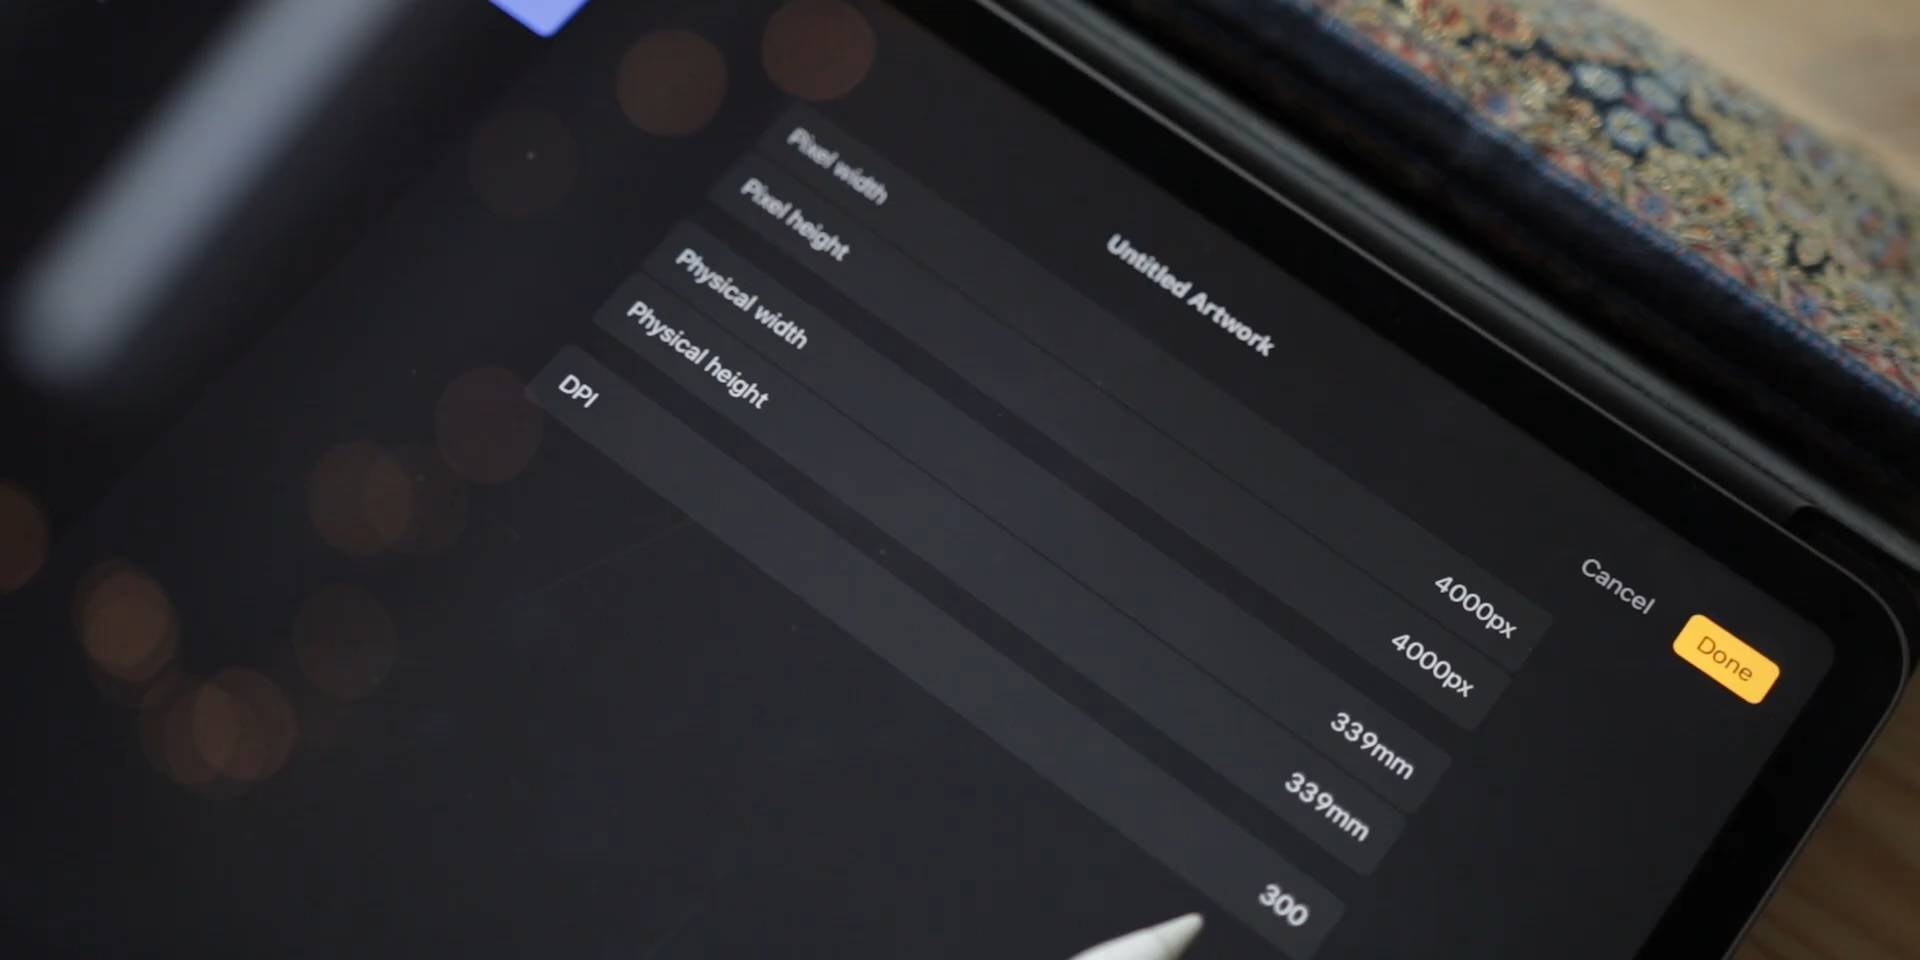 Untitled Artwork
Cancel
Done
Pixel width 4000px
Pixel height 4000px
Physical width 339mm
Physical height 339mm
DPI 300